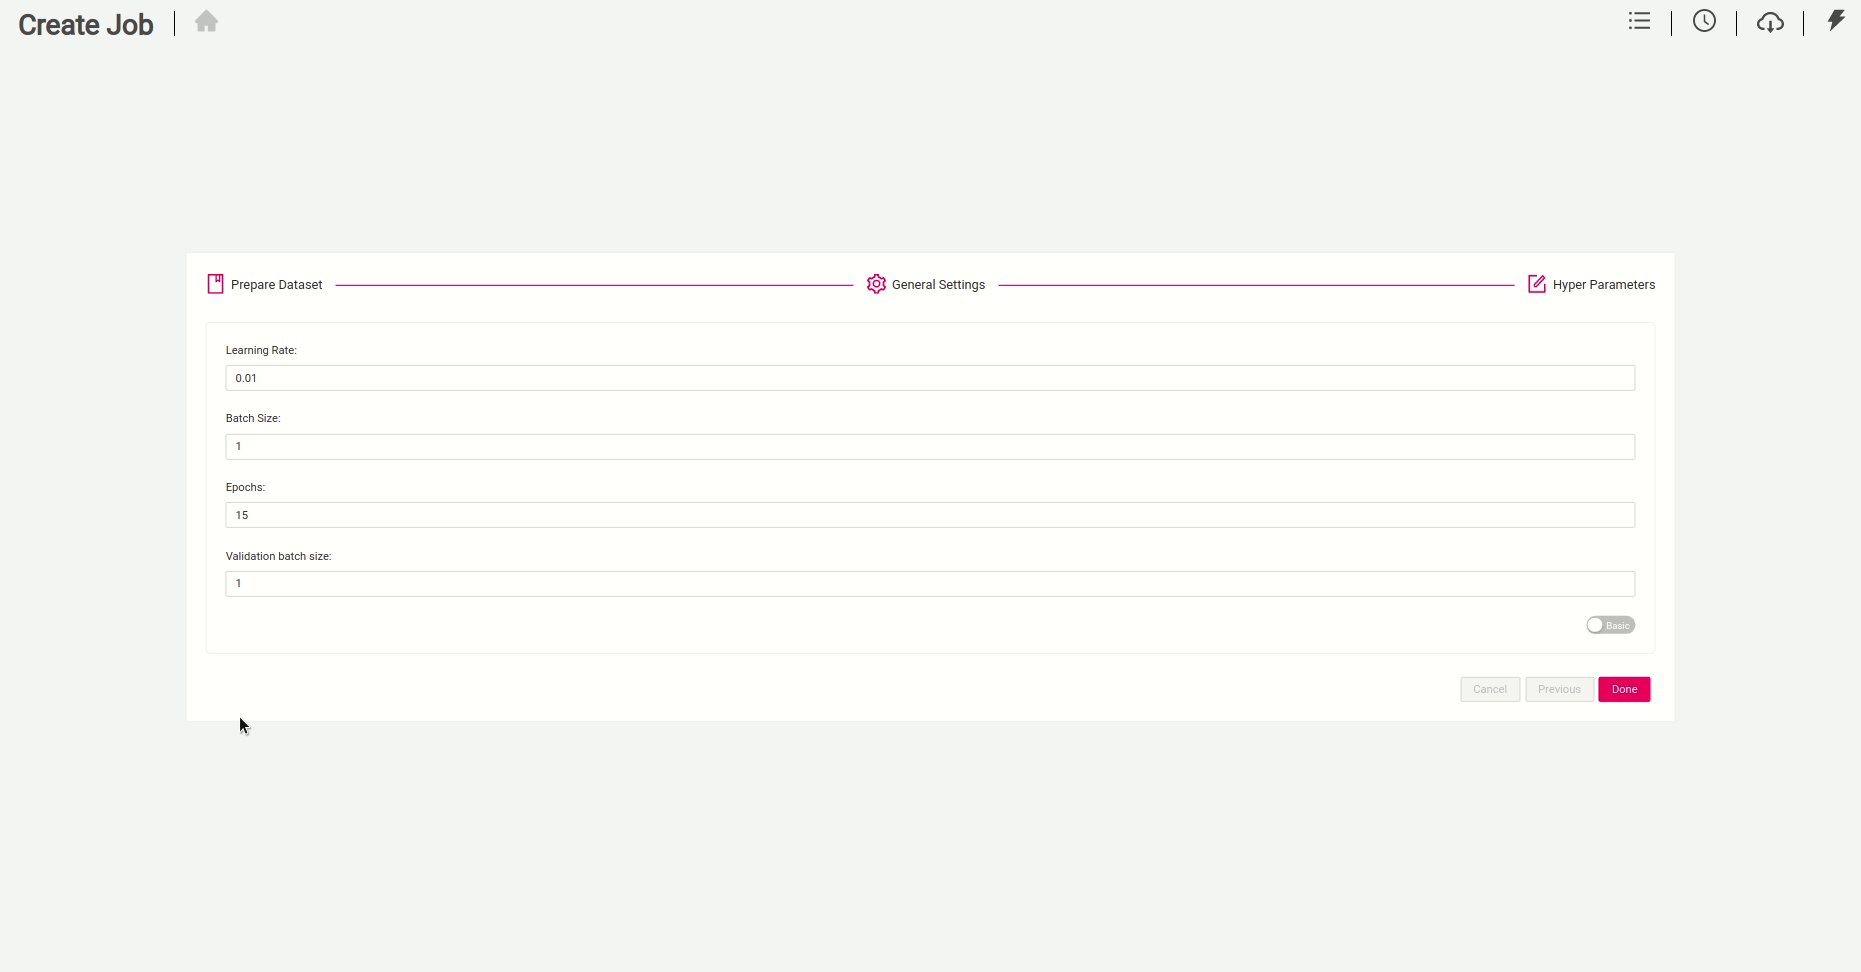 Create Job
Prepare Dataset
General Settings
Hyper Parameters
Learning Rate:
0.01
Batch Size:
1
Epochs:
15
Validation batch size:
1
Basic
Cancel
Previous
Done